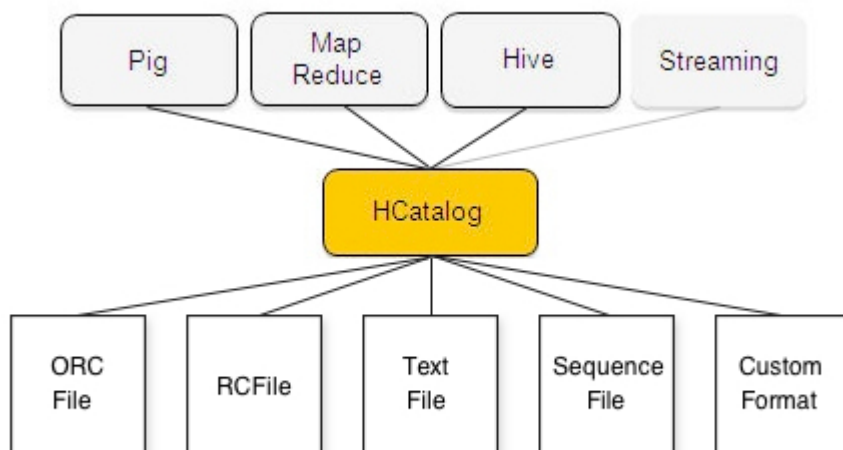 Pig
Map
Reduce
Hive
Streaming
HCatalog
ORC
File
RCFile
Text
File
Sequence
File
Custom
Format